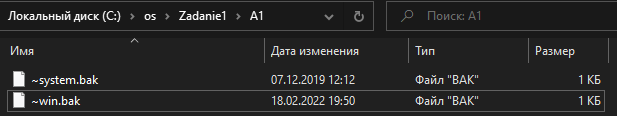 Локальный диск (C:) › os › Zadanie1 › A1 Поиск: A1
Имя Дата изменения Тип Размер
~system.bak 07.12.2019 12:12 Файл "BAK" 1 КБ
~win.bak 18.02.2022 19:50 Файл "BAK" 1 КБ